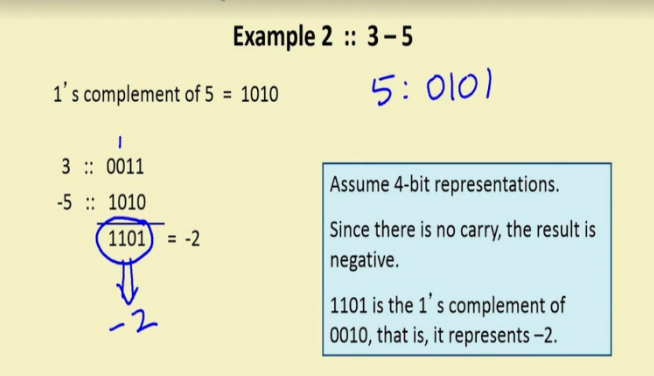 Example 2 :: 3 – 5
1's complement of 5 = 1010
5: 0101
1
3 :: 0011
-5 :: 1010
1101 = -2
-2
Assume 4-bit representations.
Since there is no carry, the result is
negative.
1101 is the 1's complement of
0010, that is, it represents –2.